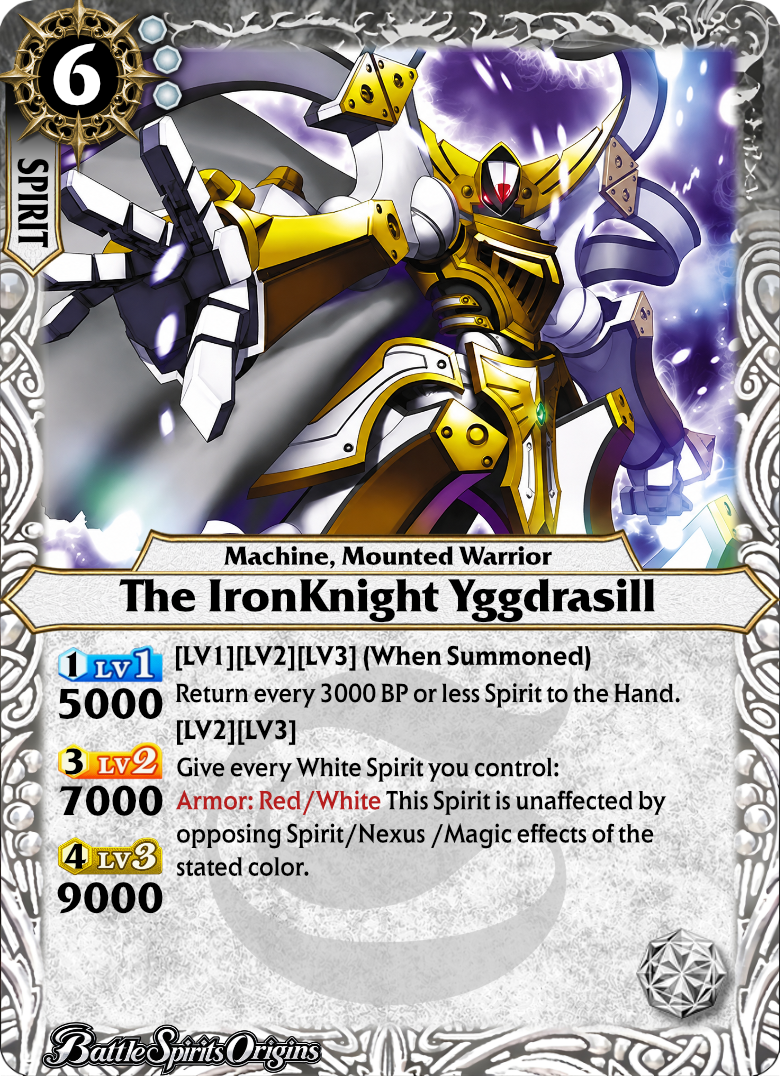 6
SPIRIT
Machine, Mounted Warrior
The IronKnight Yggdrasill
1 LV1
5000
3 LV2
7000
4 LV3
9000
[LV1][LV2][LV3] (When Summoned)
Return every 3000 BP or less Spirit to the Hand.
[LV2][LV3]
Give every White Spirit you control:
Armor: Red/White This Spirit is unaffected by
opposing Spirit/Nexus /Magic effects of the
stated color.
Battle Spirits Origins